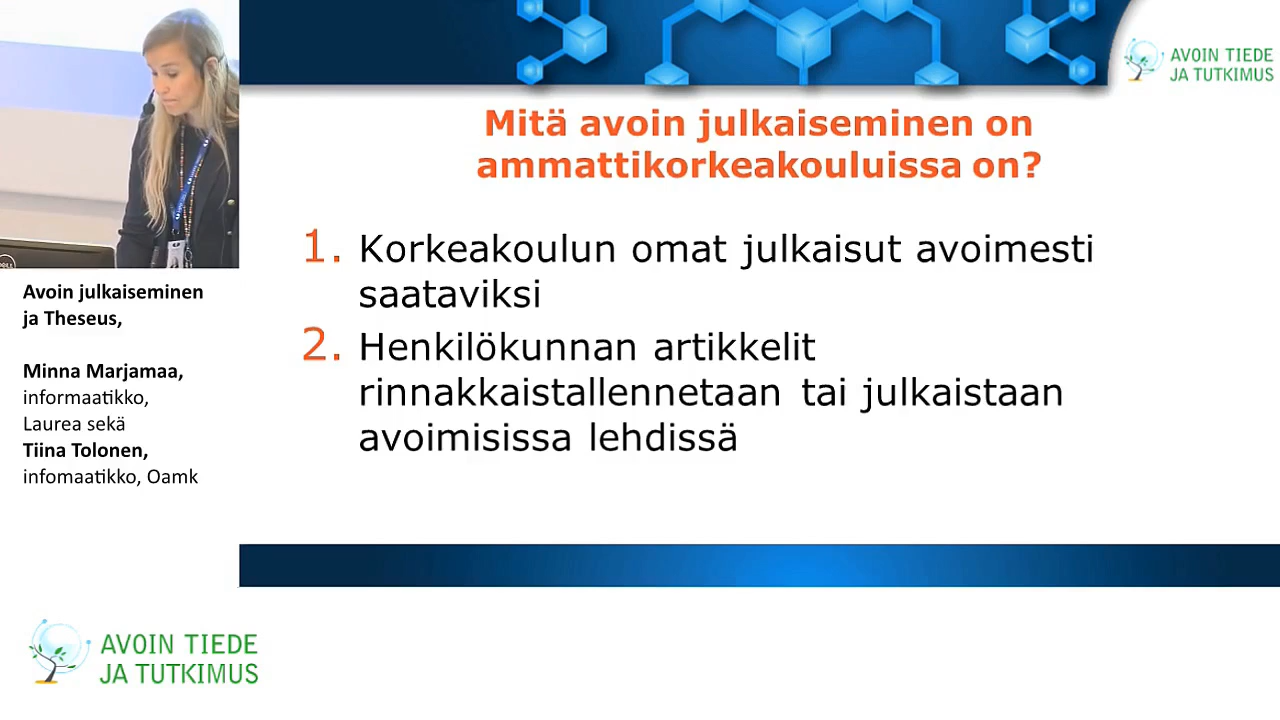 AVOIN TIEDE
JA TUTKIMUS
Mitä avoin julkaiseminen on
ammattikorkeakouluissa on?
1. Korkeakoulun omat julkaisut avoimesti
saataviksi
2. Henkilökunnan artikkelit
rinnakkaistallennetaan tai julkaistaan
avoimisissa lehdissä
Avoin julkaiseminen
ja Theseus,
Minna Marjamaa,
informaatikko,
Laurea sekä
Tiina Tolonen,
infomaatikko, Oamk
AVOIN TIEDE
JA TUTKIMUS